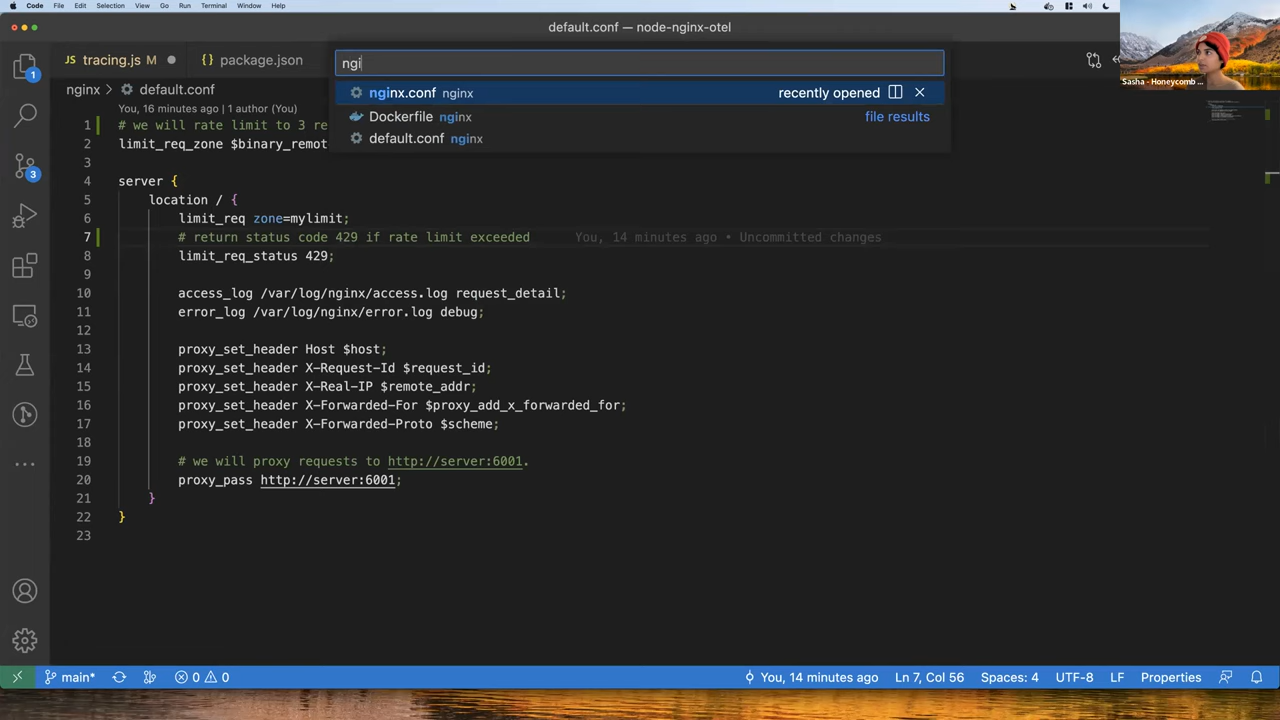 Code File Edit Selection View Go Run Terminal Window Help
default.conf — node-nginx-otel
tracing.js M
package.json
ngi
nginx.conf nginx
recently opened
Dockerfile nginx
file results
default.conf nginx
Sasha - Honeycomb ...
nginx > default.conf
You, 16 minutes ago | 1 author (You)
1 # we will rate limit to 3 re
2 limit_req_zone $binary_remot
3
4 server {
5 location / {
6 limit_req zone=mylimit;
7 # return status code 429 if rate limit exceeded You, 14 minutes ago • Uncommitted changes
8 limit_req_status 429;
9
10 access_log /var/log/nginx/access.log request_detail;
11 error_log /var/log/nginx/error.log debug;
12
13 proxy_set_header Host $host;
14 proxy_set_header X-Request-Id $request_id;
15 proxy_set_header X-Real-IP $remote_addr;
16 proxy_set_header X-Forwarded-For $proxy_add_x_forwarded_for;
17 proxy_set_header X-Forwarded-Proto $scheme;
18
19 # we will proxy requests to http://server:6001.
20 proxy_pass http://server:6001;
21 }
22 }
23
1
3
main* 0 0 You, 14 minutes ago Ln 7, Col 56 Spaces: 4 UTF-8 LF Properties